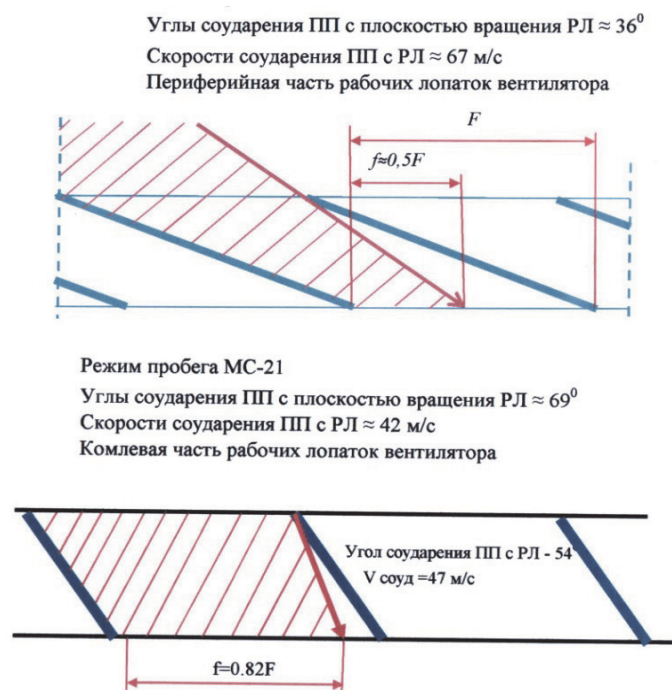 Углы соударения ПП с плоскостью вращения РЛ ≈ 36⁰
Скорости соударения ПП с РЛ ≈ 67 м/с
Периферийная часть рабочих лопаток вентилятора
F
f≈0,5F
Режим пробега МС-21
Углы соударения ПП с плоскостью вращения РЛ ≈ 69⁰
Скорости соударения ПП с РЛ ≈ 42 м/с
Комлевая часть рабочих лопаток вентилятора
Угол соударения ПП с РЛ - 54°
V соуд =47 м/с
f=0.82F